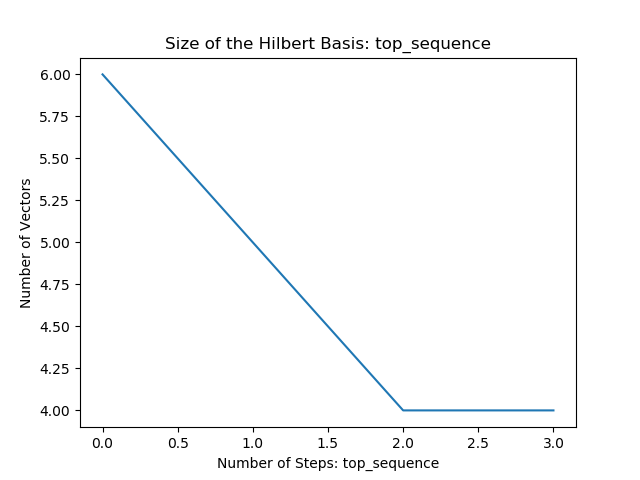 Size of the Hilbert Basis: top_sequence
Number of Vectors
6.00
5.75
5.50
5.25
5.00
4.75
4.50
4.25
4.00
0.0 0.5 1.0 1.5 2.0 2.5 3.0
Number of Steps: top_sequence